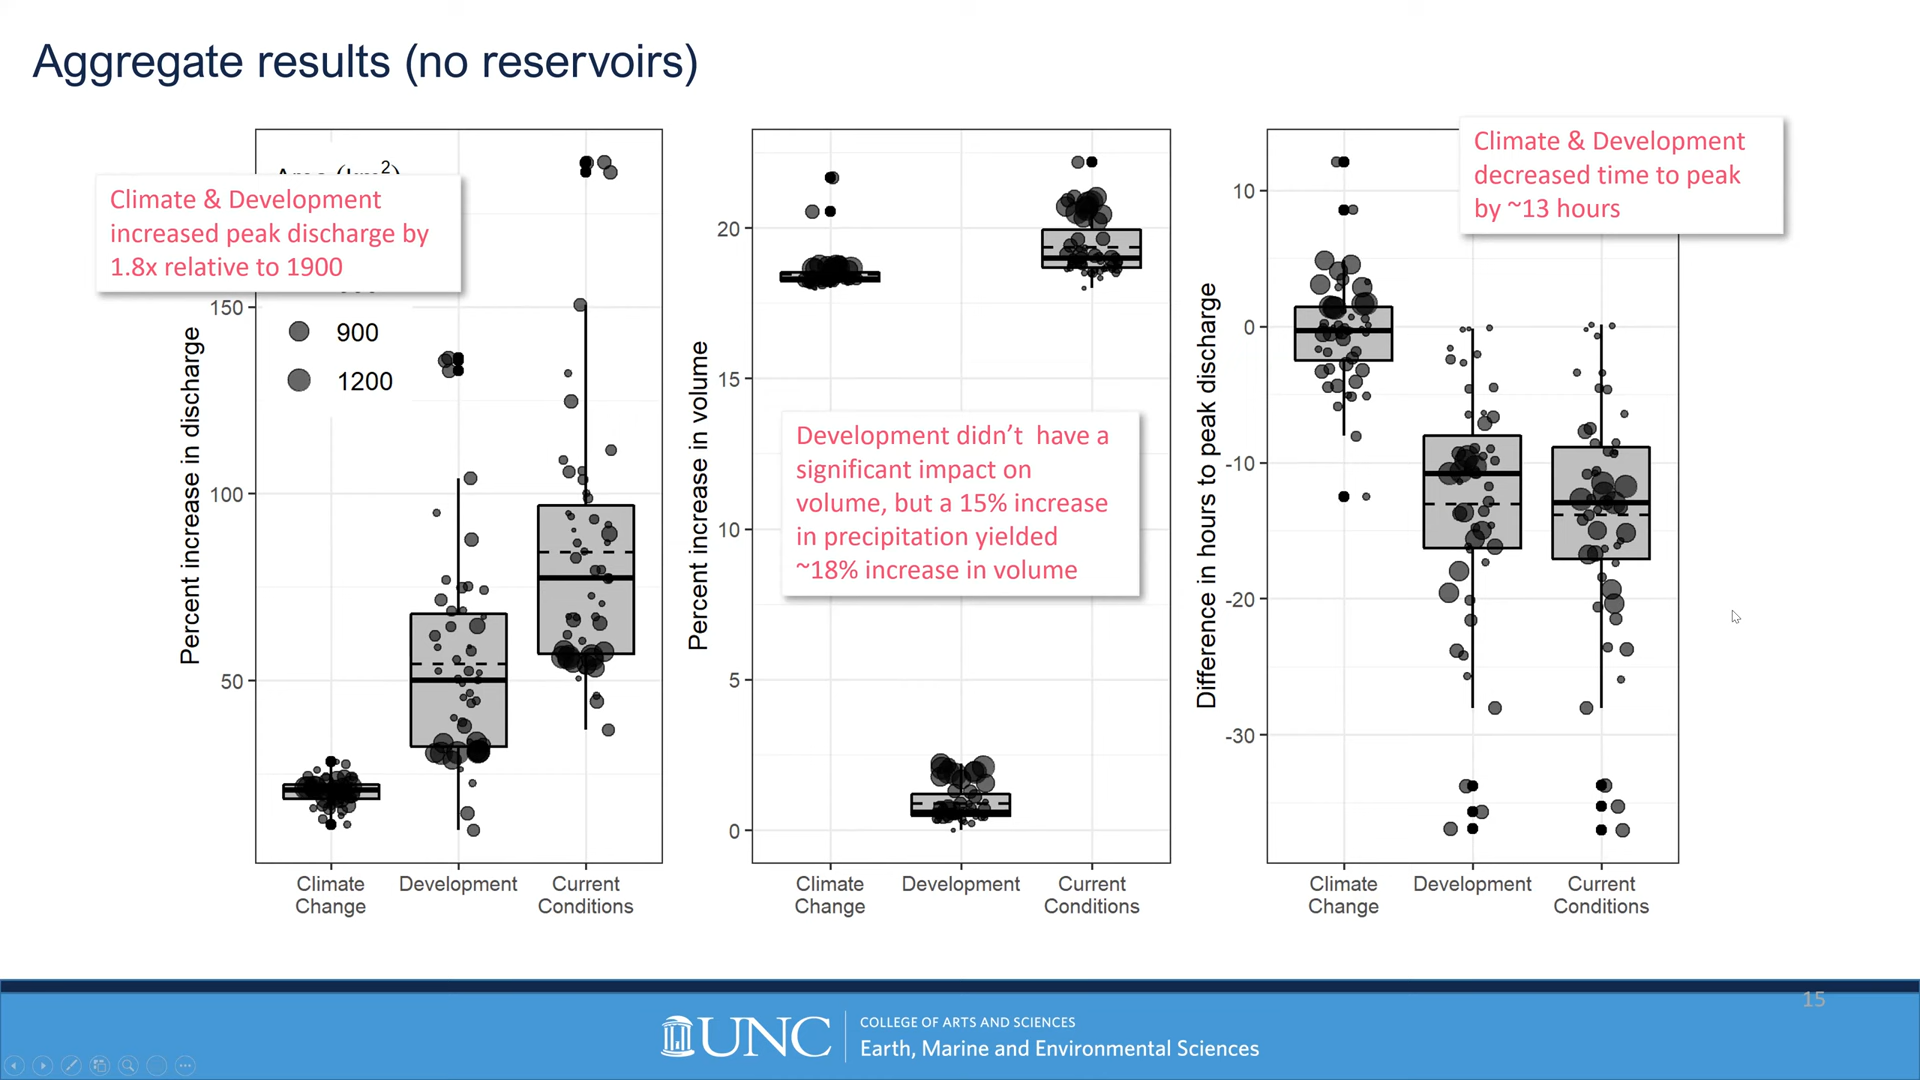 Aggregate results (no reservoirs)
Climate & Development
increased peak discharge by
1.8x relative to 1900
900
1200
Percent increase in discharge
150
100
50
Climate
Change
Development
Current
Conditions
Percent increase in volume
20
15
10
5
0
Development didn’t have a
significant impact on
volume, but a 15% increase
in precipitation yielded
~18% increase in volume
Climate
Change
Development
Current
Conditions
Climate & Development
decreased time to peak
by ~13 hours
Difference in hours to peak discharge
10
0
-10
-20
-30
Climate
Change
Development
Current
Conditions
15
UNC
COLLEGE OF ARTS AND SCIENCES
Earth, Marine and Environmental Sciences